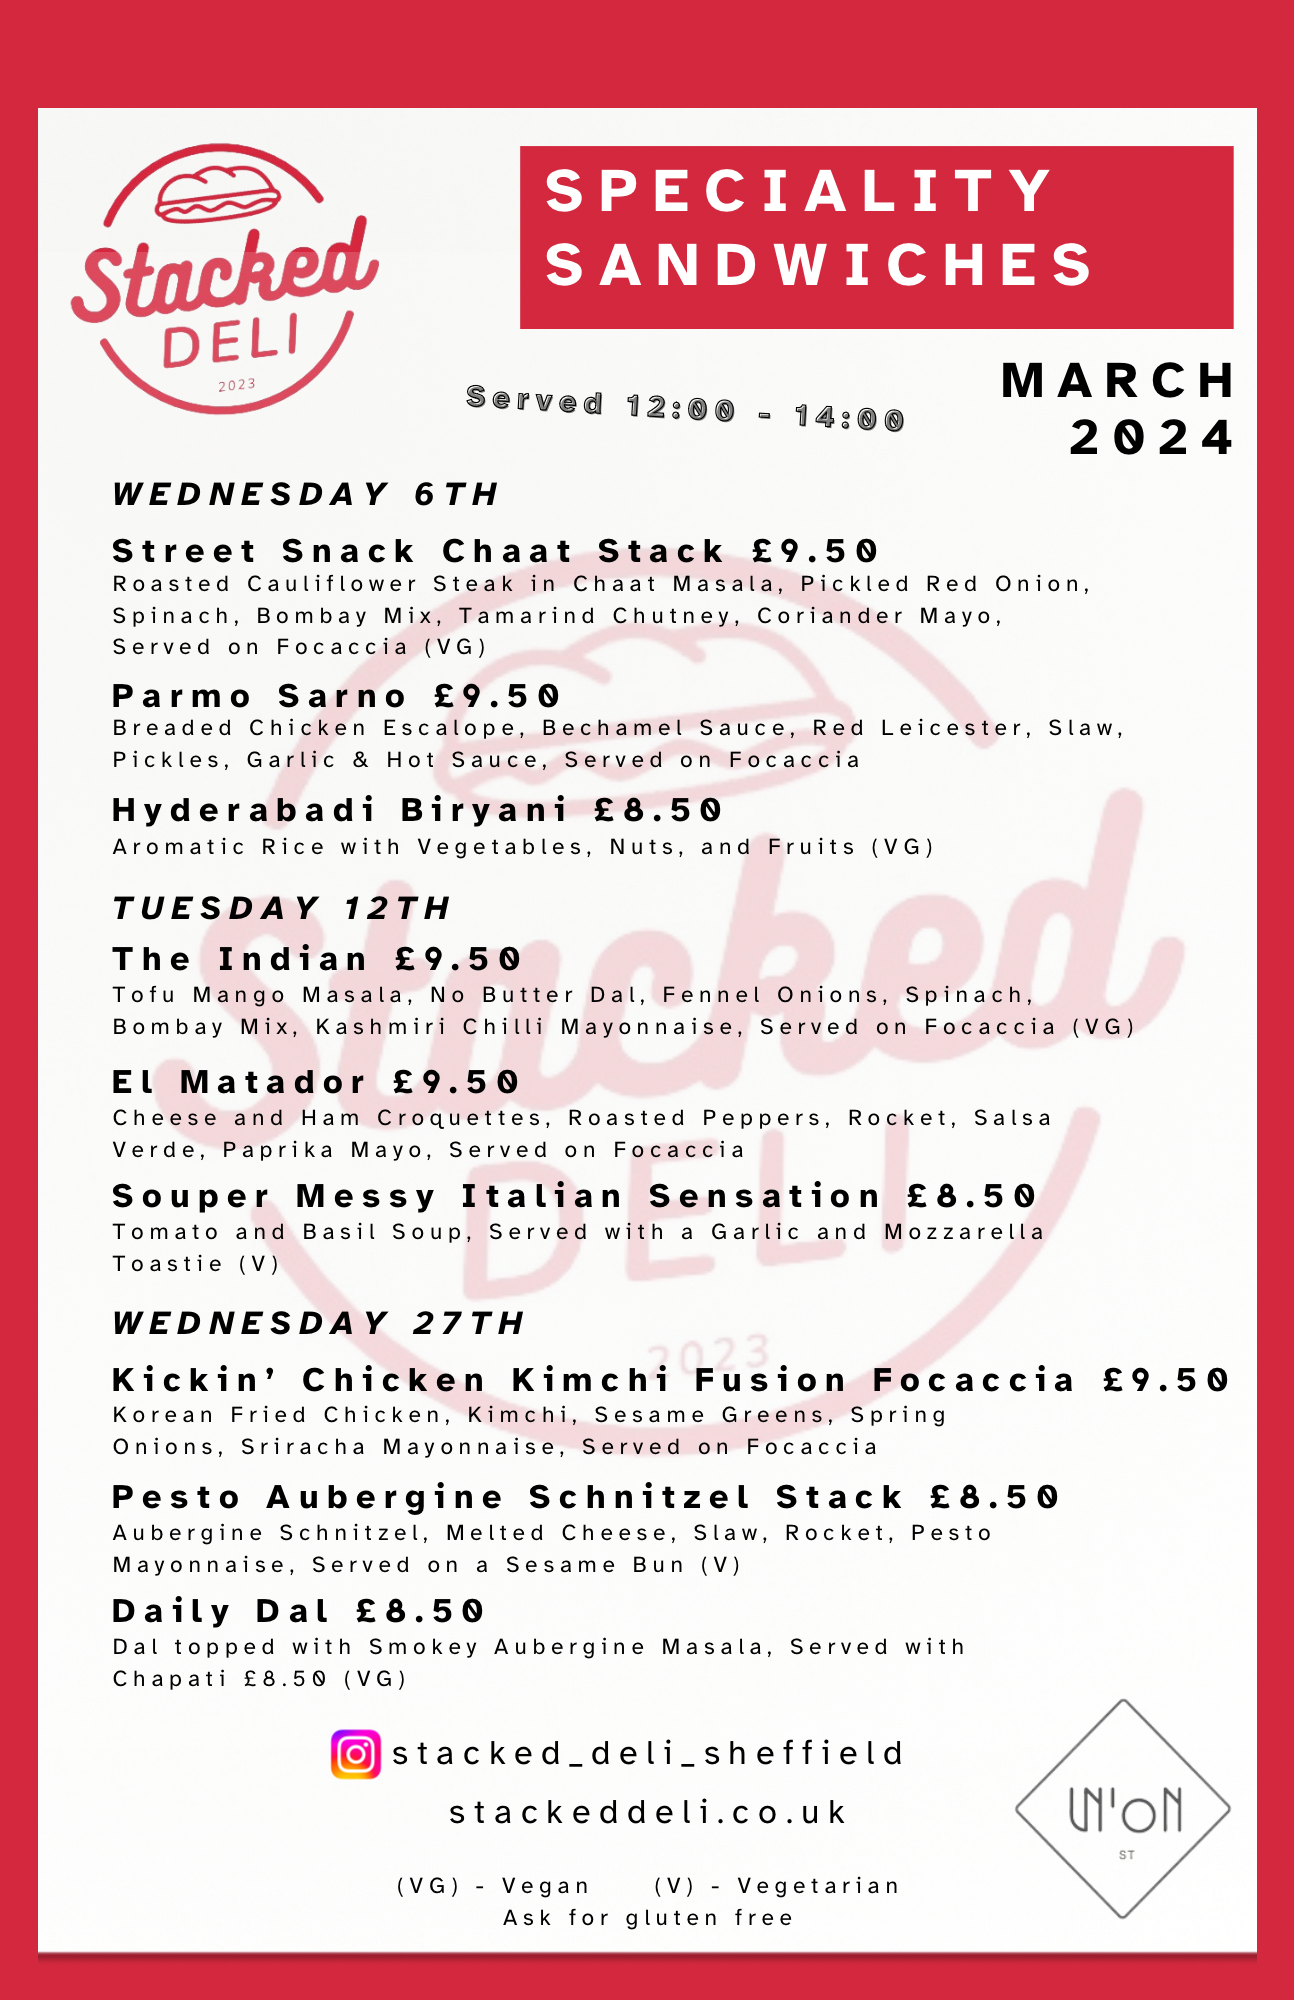 Stacked
DELI
2023
SPECIALITY
SANDWICHES
Served 12:00 - 14:00
MARCH
2024
WEDNESDAY 6TH
Street Snack Chaat Stack £9.50
Roasted Cauliflower Steak in Chaat Masala, Pickled Red Onion,
Spinach, Bombay Mix, Tamarind Chutney, Coriander Mayo,
Served on Focaccia (VG)
Parmo Sarno £9.50
Breaded Chicken Escalope, Bechamel Sauce, Red Leicester, Slaw,
Pickles, Garlic & Hot Sauce, Served on Focaccia
Hyderabadi Biryani £8.50
Aromatic Rice with Vegetables, Nuts, and Fruits (VG)
TUESDAY 12TH
The Indian £9.50
Tofu Mango Masala, No Butter Dal, Fennel Onions, Spinach,
Bombay Mix, Kashmiri Chilli Mayonnaise, Served on Focaccia (VG)
El Matador £9.50
Cheese and Ham Croquettes, Roasted Peppers, Rocket, Salsa
Verde, Paprika Mayo, Served on Focaccia
Souper Messy Italian Sensation £8.50
Tomato and Basil Soup, Served with a Garlic and Mozzarella
Toastie (V)
WEDNESDAY 27TH
Kickin’ Chicken Kimchi Fusion Focaccia £9.50
Korean Fried Chicken, Kimchi, Sesame Greens, Spring
Onions, Sriracha Mayonnaise, Served on Focaccia
Pesto Aubergine Schnitzel Stack £8.50
Aubergine Schnitzel, Melted Cheese, Slaw, Rocket, Pesto
Mayonnaise, Served on a Sesame Bun (V)
Daily Dal £8.50
Dal topped with Smokey Aubergine Masala, Served with
Chapati £8.50 (VG)
Stacked
DELI
2023
stacked_deli_sheffield
stackeddeli.co.uk
UN'ON
ST
(VG) - Vegan (V) - Vegetarian
Ask for gluten free